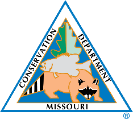 CONSERVATION
DEPARTMENT
MISSOURI
®